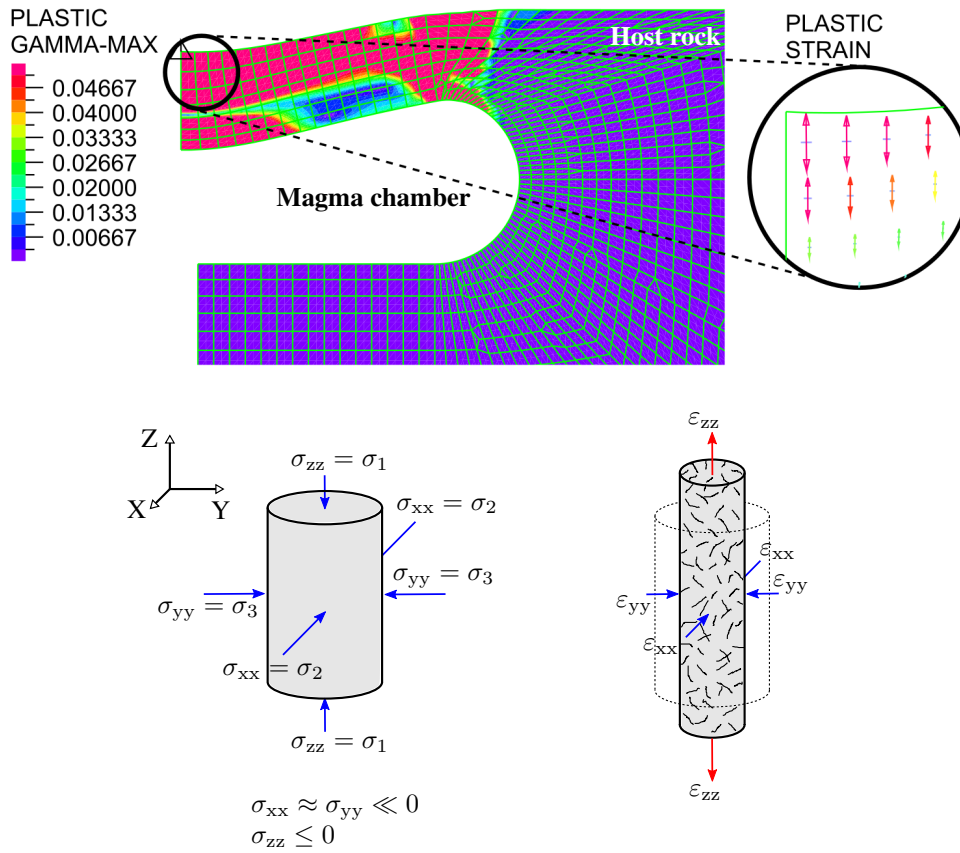 PLASTIC
GAMMA-MAX
0.04667
0.04000
0.03333
0.02667
0.02000
0.01333
0.00667
Host rock
Magma chamber
PLASTIC
STRAIN
Z
X
Y
σzz = σ1
σxx = σ2
σyy = σ3
σyy = σ3
σxx = σ2
σzz = σ1
σxx ≈ σyy ≪ 0
σzz ≤ 0
εzz
εxx
εyy
εyy
εxx
εzz